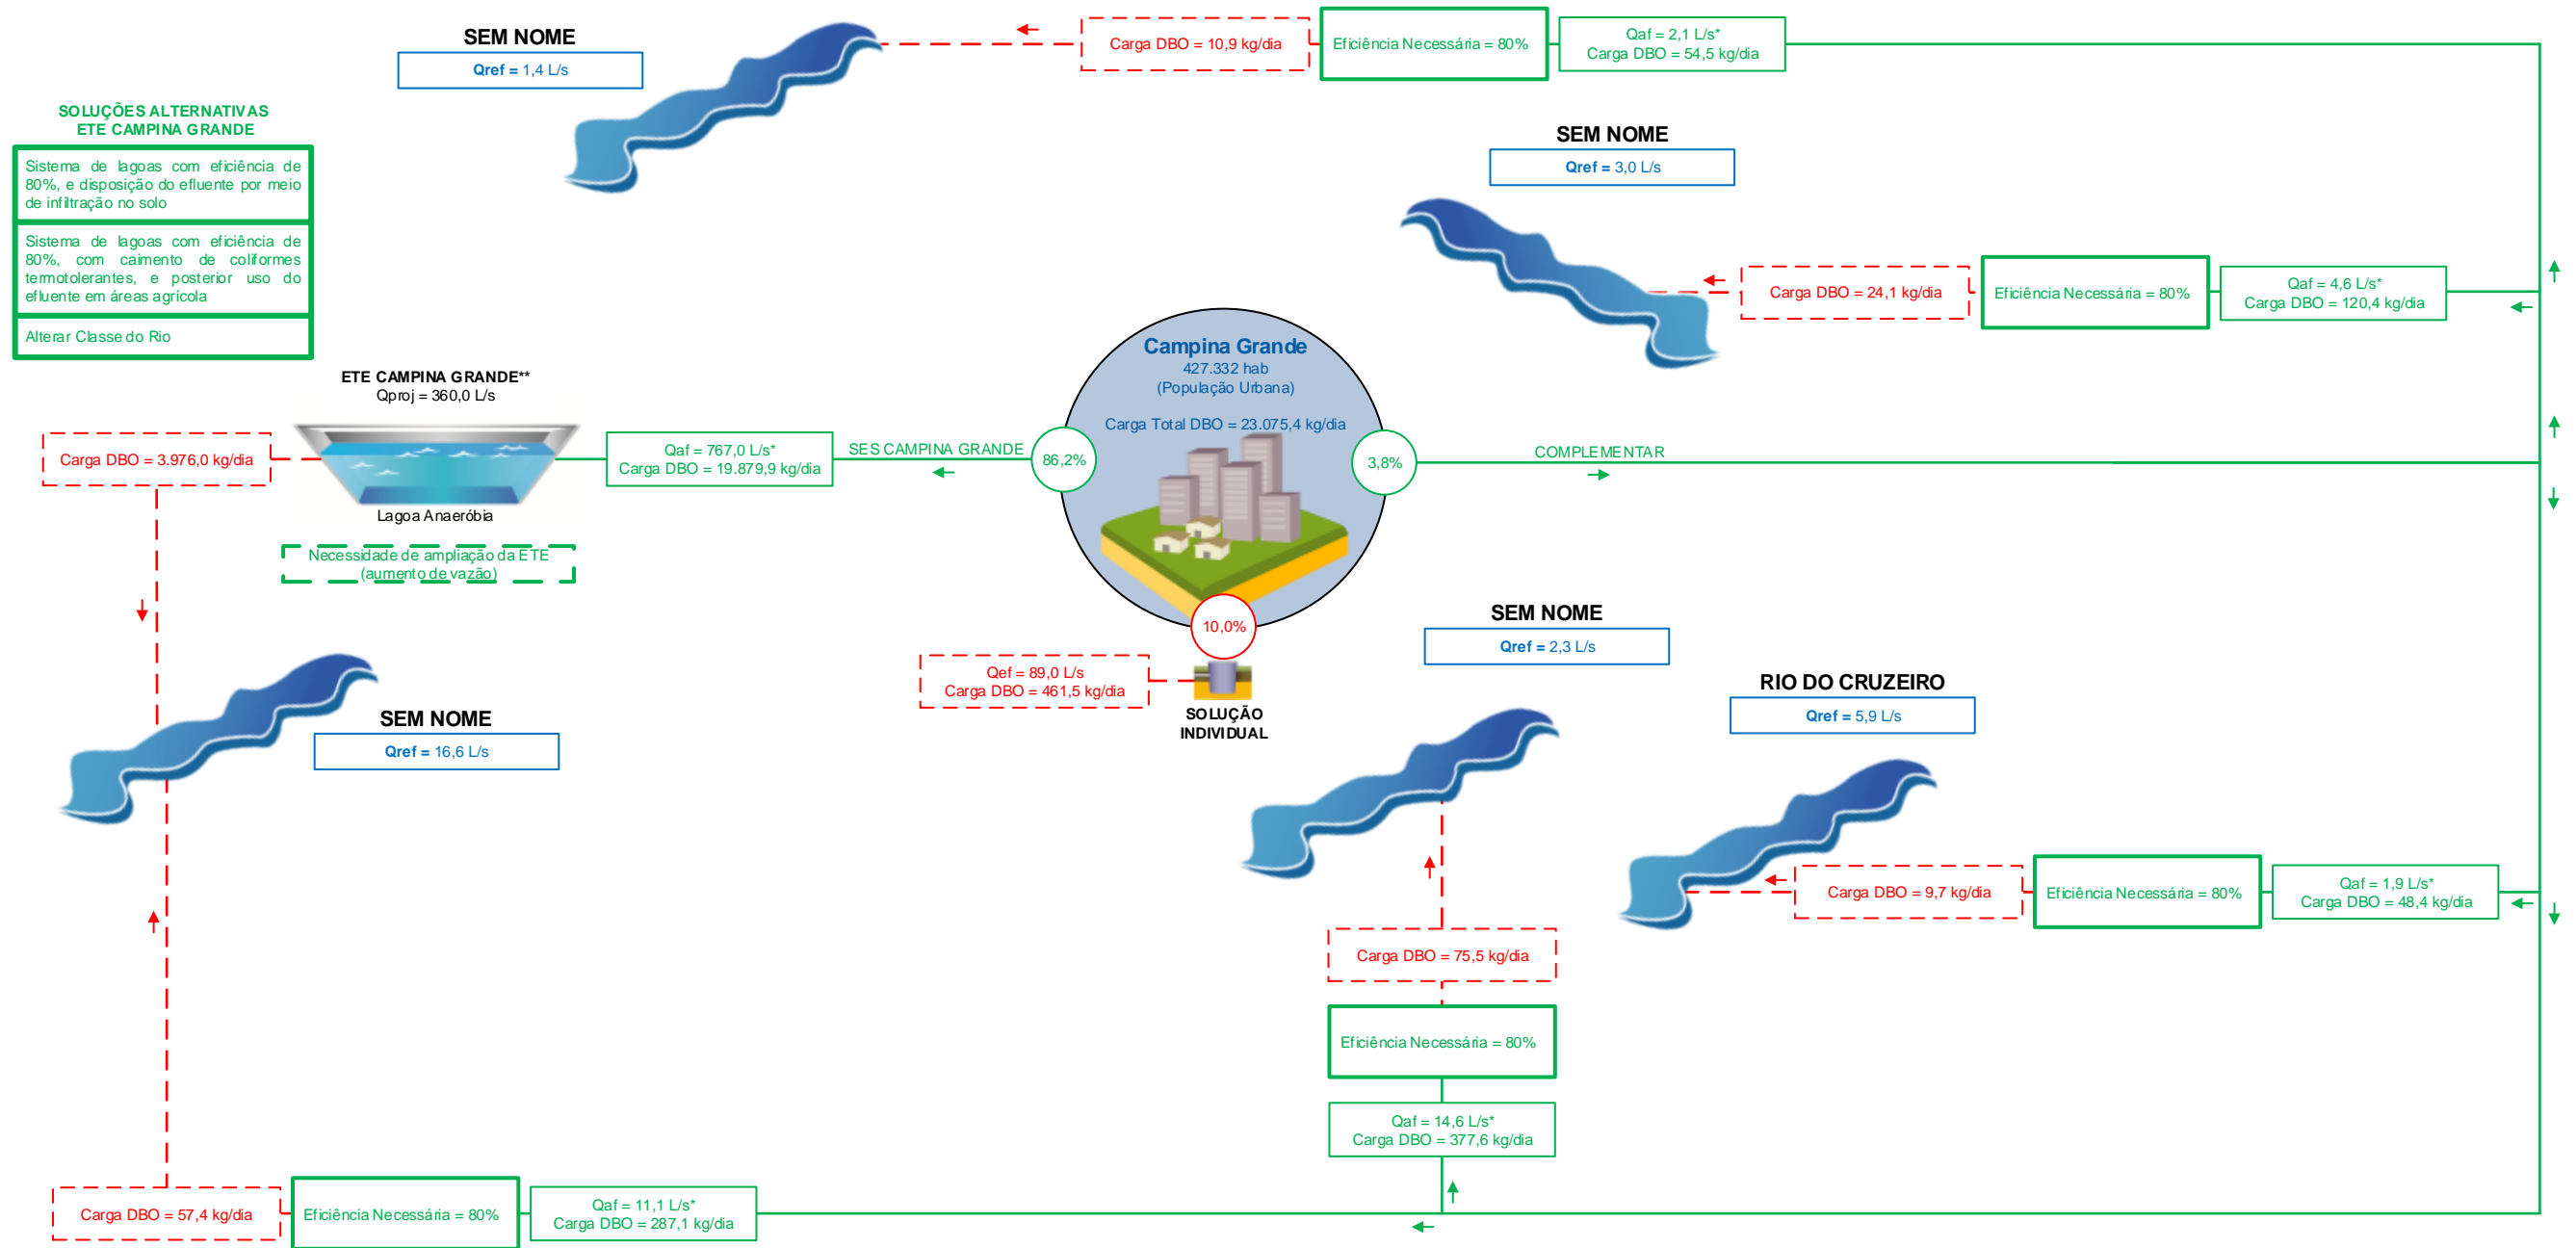 SEM NOME
Qref = 1,4 L/s
Carga DBO = 10,9 kg/dia
Eficiência Necessária = 80%
Qaf = 2,1 L/s*
Carga DBO = 54,5 kg/dia
SOLUÇÕES ALTERNATIVAS
ETE CAMPINA GRANDE
Sistema de lagoas com eficiência de
80%, e disposição do efluente por meio
de infiltração no solo
Sistema de lagoas com eficiência de
80%, com caimento de coliformes
termotolerantes, e posterior uso do
efluente em áreas agrícola
Alterar Classe do Rio
SEM NOME
Qref = 3,0 L/s
Carga DBO = 24,1 kg/dia
Eficiência Necessária = 80%
Qaf = 4,6 L/s*
Carga DBO = 120,4 kg/dia
Campina Grande
427.332 hab
(População Urbana)
Carga Total DBO = 23.075,4 kg/dia
ETE CAMPINA GRANDE**
Qproj = 360,0 L/s
Carga DBO = 3.976,0 kg/dia
Qaf = 767,0 L/s*
Carga DBO = 19.879,9 kg/dia
SES CAMPINA GRANDE
86,2%
3,8%
COMPLEMENTAR
Lagoa Anaeróbia
Necessidade de ampliação da ETE
(aumento de vazão)
10,0%
Qef = 89,0 L/s
Carga DBO = 461,5 kg/dia
SOLUÇÃO
INDIVIDUAL
SEM NOME
Qref = 2,3 L/s
RIO DO CRUZEIRO
Qref = 5,9 L/s
SEM NOME
Qref = 16,6 L/s
Carga DBO = 9,7 kg/dia
Eficiência Necessária = 80%
Qaf = 1,9 L/s*
Carga DBO = 48,4 kg/dia
Carga DBO = 75,5 kg/dia
Eficiência Necessária = 80%
Qaf = 14,6 L/s*
Carga DBO = 377,6 kg/dia
Carga DBO = 57,4 kg/dia
Eficiência Necessária = 80%
Qaf = 11,1 L/s*
Carga DBO = 287,1 kg/dia